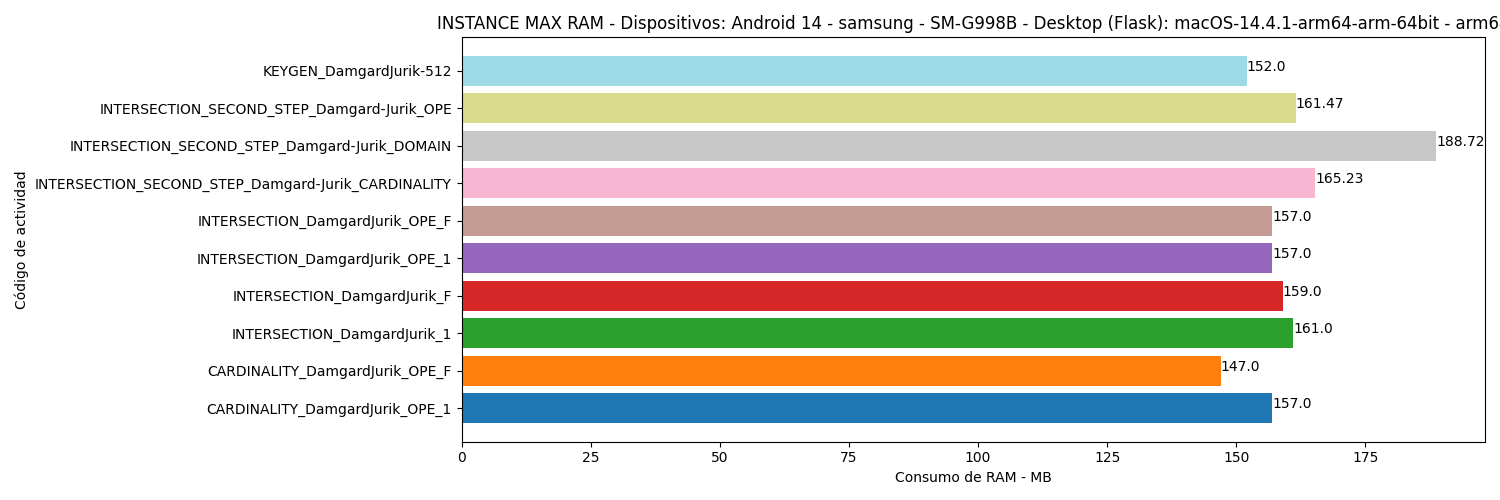 INSTANCE MAX RAM - Dispositivos: Android 14 - samsung - SM-G998B - Desktop (Flask): macOS-14.4.1-arm64-arm-64bit - arm6
Código de actividad
KEYGEN_DamgardJurik-512
152.0
INTERSECTION_SECOND_STEP_Damgard-Jurik_OPE
161.47
INTERSECTION_SECOND_STEP_Damgard-Jurik_DOMAIN
188.72
INTERSECTION_SECOND_STEP_Damgard-Jurik_CARDINALITY
165.23
INTERSECTION_DamgardJurik_OPE_F
157.0
INTERSECTION_DamgardJurik_OPE_1
157.0
INTERSECTION_DamgardJurik_F
159.0
INTERSECTION_DamgardJurik_1
161.0
CARDINALITY_DamgardJurik_OPE_F
147.0
CARDINALITY_DamgardJurik_OPE_1
157.0
0 25 50 75 100 125 150 175
Consumo de RAM - MB